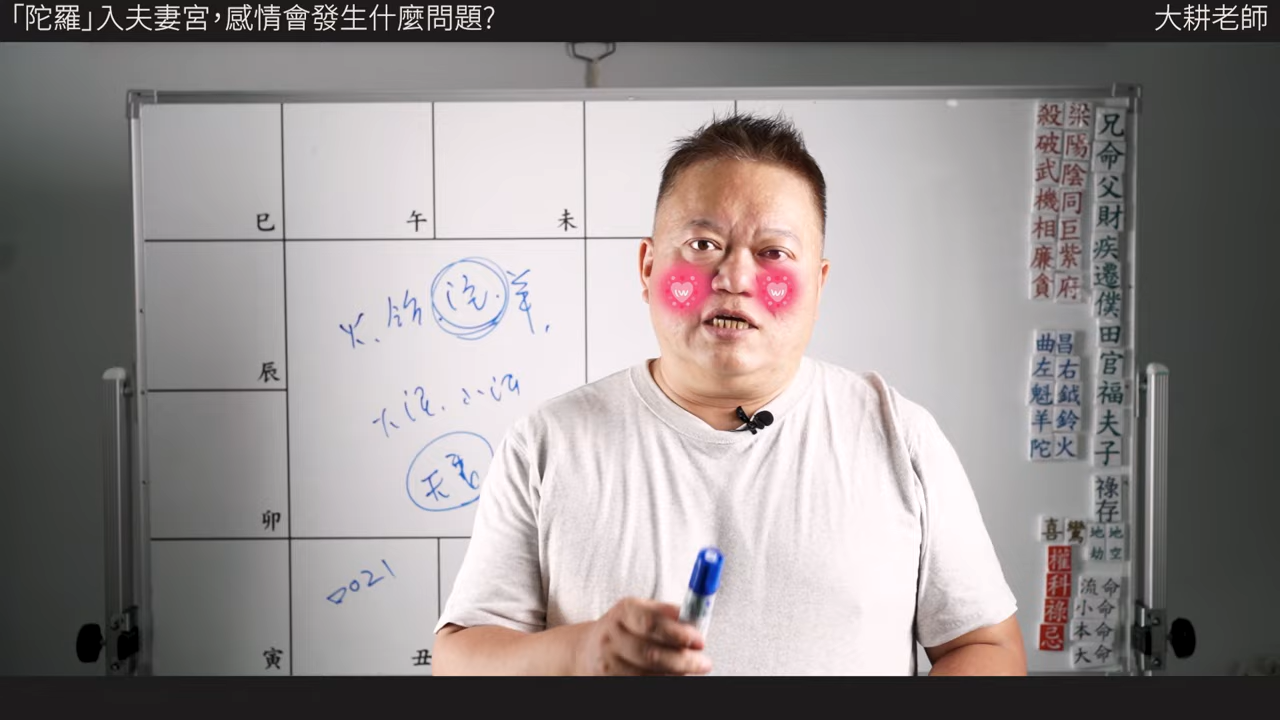 「陀羅」入夫妻宮,感情會發生什麼問題?
大耕老師
巳
午
未
辰
卯
寅
丑
火、鈴、陀、羊、
2021
殺 梁
破 陽
武 陰
機 同
相 巨
廉 紫
貪 府
曲 昌
左 右
魁 鉞
羊 鈴
陀 火
喜 鸞
權
科
祿
忌
兄
命
父
財
疾
遷
僕
田
官
福
夫
子
祿
存
地 地
劫 空
流 命
小 命
本 命
大 命